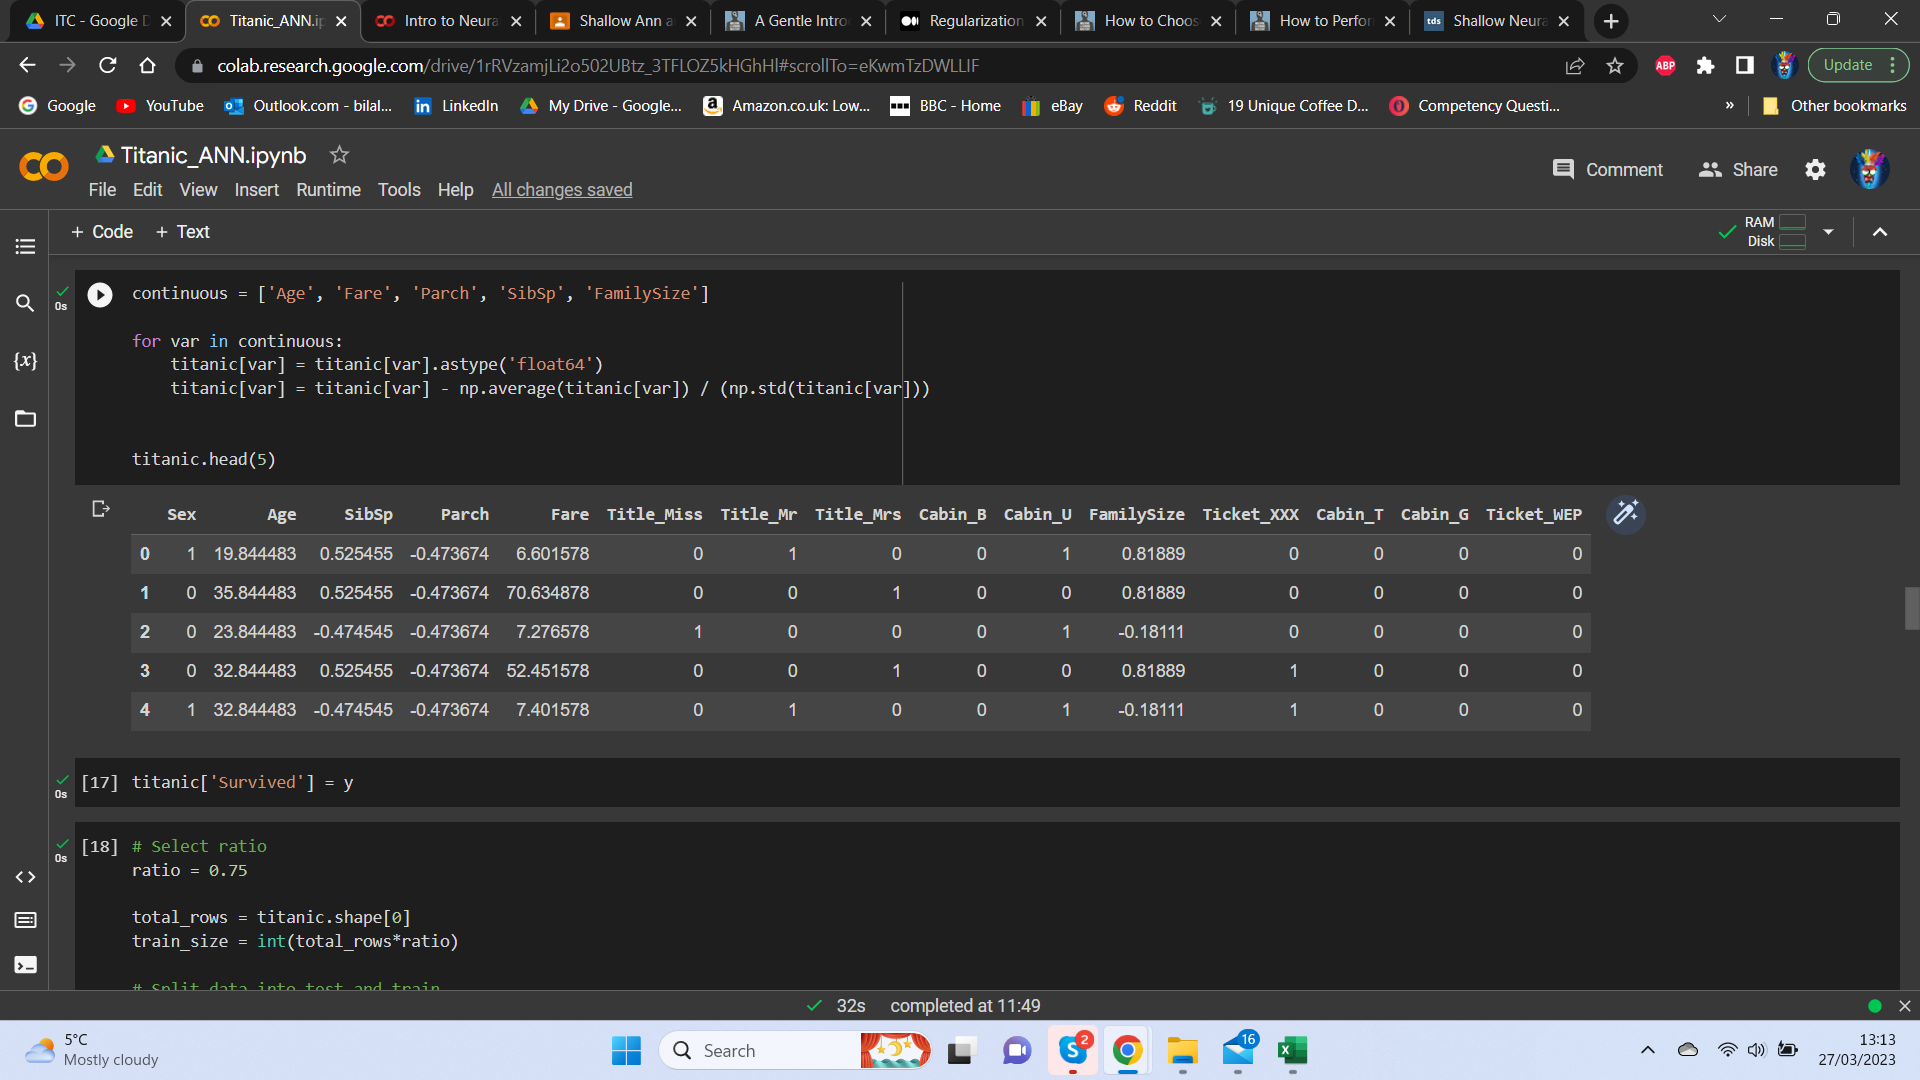 ITC - Google D
Titanic_ANN.ip
Intro to Neura
Shallow Ann a
A Gentle Intro
Regularization
How to Choos
How to Perfor
tds Shallow Neura
colab.research.google.com/drive/1rRVzamjLi2o502UBtz_3TFLOZ5kHGhHl#scrollTo=eKwmTzDWLLIF
ABP
Update
Google
YouTube
Outlook.com - bilal...
LinkedIn
My Drive - Google...
Amazon.co.uk: Low...
BBC - Home
eBay
Reddit
19 Unique Coffee D...
Competency Questi...
»
Other bookmarks
Titanic_ANN.ipynb
Comment
Share
File Edit View Insert Runtime Tools Help All changes saved
+ Code + Text
RAM
Disk
0s
continuous = ['Age', 'Fare', 'Parch', 'SibSp', 'FamilySize']
for var in continuous:
titanic[var] = titanic[var].astype('float64')
titanic[var] = titanic[var] - np.average(titanic[var]) / (np.std(titanic[var]))
titanic.head(5)
Sex Age SibSp Parch Fare Title_Miss Title_Mr Title_Mrs Cabin_B Cabin_U FamilySize Ticket_XXX Cabin_T Cabin_G Ticket_WEP
0 1 19.844483 0.525455 -0.473674 6.601578 0 1 0 0 1 0.81889 0 0 0 0
1 0 35.844483 0.525455 -0.473674 70.634878 0 0 1 0 0 0.81889 0 0 0 0
2 0 23.844483 -0.474545 -0.473674 7.276578 1 0 0 0 1 -0.18111 0 0 0 0
3 0 32.844483 0.525455 -0.473674 52.451578 0 0 1 0 0 0.81889 1 0 0 0
4 1 32.844483 -0.474545 -0.473674 7.401578 0 1 0 0 1 -0.18111 1 0 0 0
0s
[17] titanic['Survived'] = y
0s
[18] # Select ratio
ratio = 0.75
total_rows = titanic.shape[0]
train_size = int(total_rows*ratio)
# Split data into test and train
32s completed at 11:49
5°C
Mostly cloudy
Search
2
16
13:13
27/03/2023